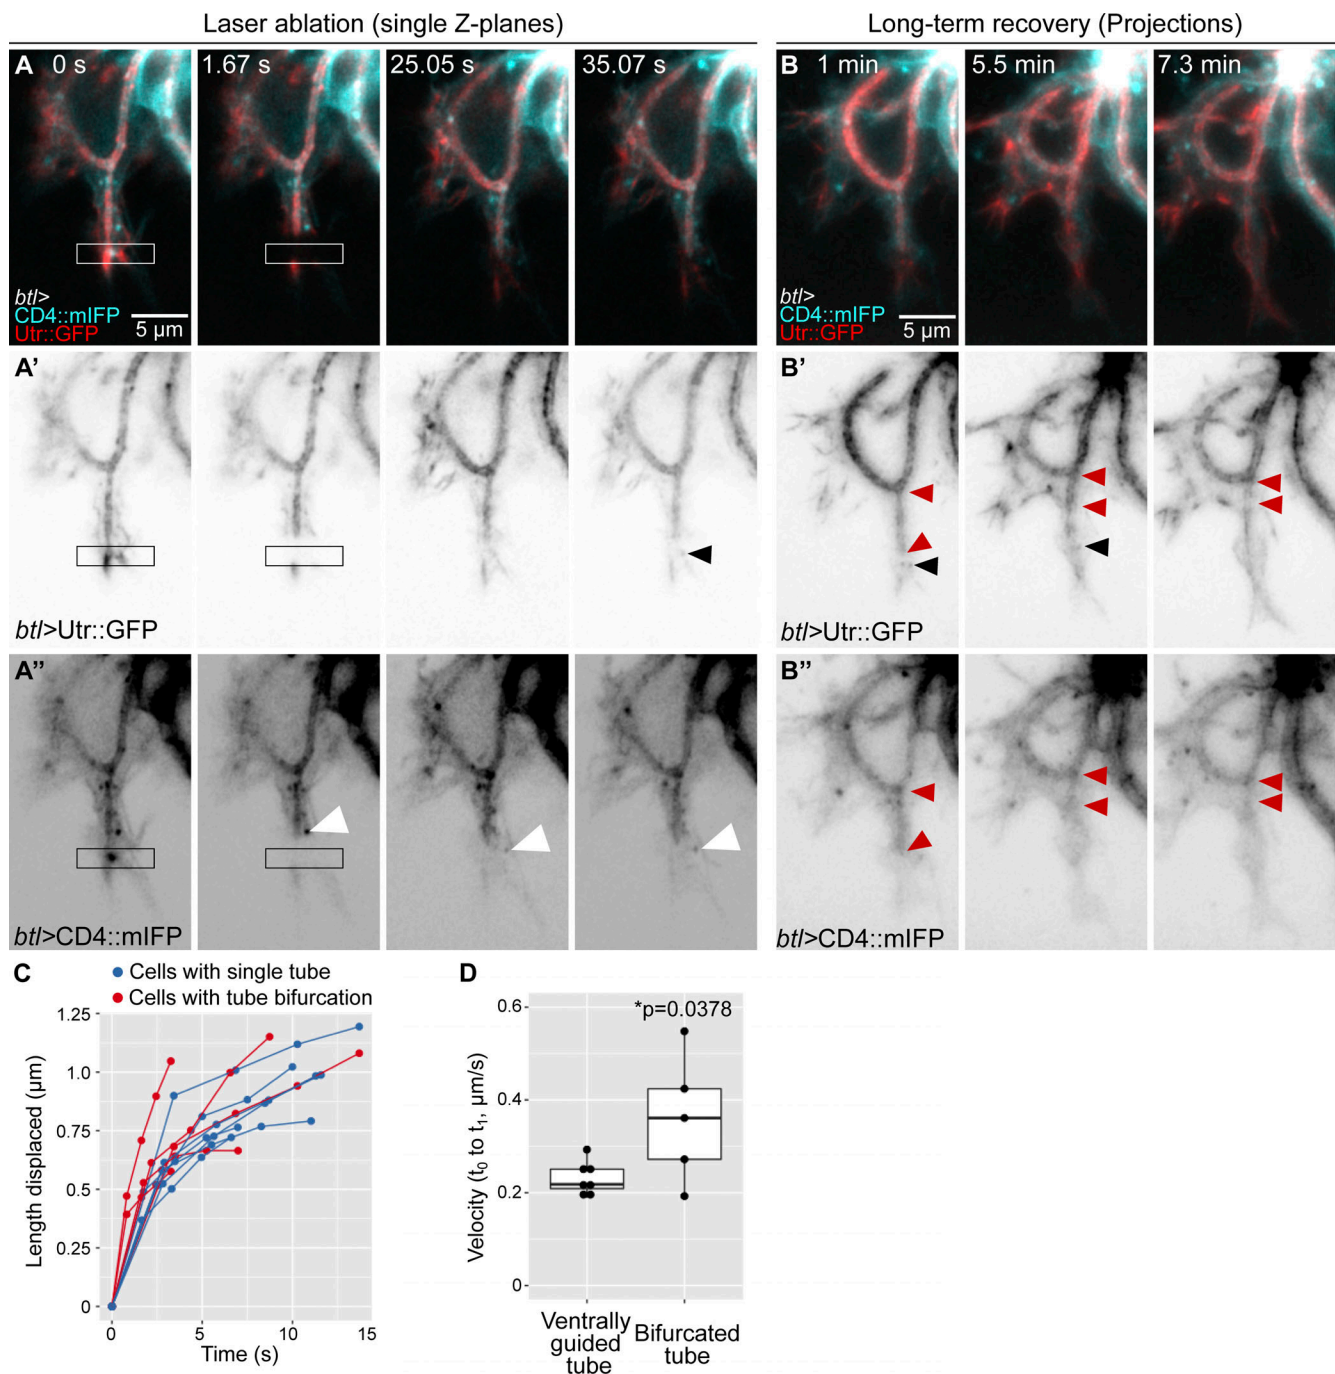 Laser ablation (single Z-planes)
Long-term recovery (Projections)
A
0 s
1.67 s
25.05 s
35.07 s
B
1 min
5.5 min
7.3 min
btl>
CD4::mIFP
Utr::GFP
5 µm
btl>
CD4::mIFP
Utr::GFP
5 µm
A'
B'
btl>Utr::GFP
btl>Utr::GFP
A''
B''
btl>CD4::mIFP
btl>CD4::mIFP
C
Cells with single tube
Cells with tube bifurcation
1.25
1.0
0.75
0.5
0.25
0
Length displaced (µm)
0
5
10
15
Time (s)
D
*p=0.0378
0.6
0.4
0.2
0
Velocity (t0 to t1, µm/s)
Ventrally
guided
tube
Bifurcated
tube